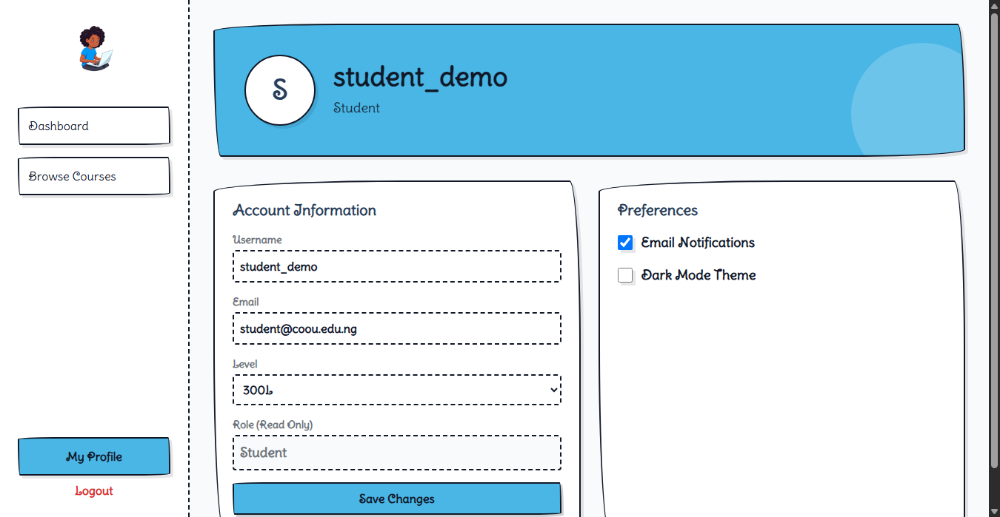 Dashboard
Browse Courses
My Profile
Logout
S
student_demo
Student
Account Information
Username
student_demo
Email
student@coou.edu.ng
Level
300L
Role (Read Only)
Student
Save Changes
Preferences
Email Notifications
Dark Mode Theme